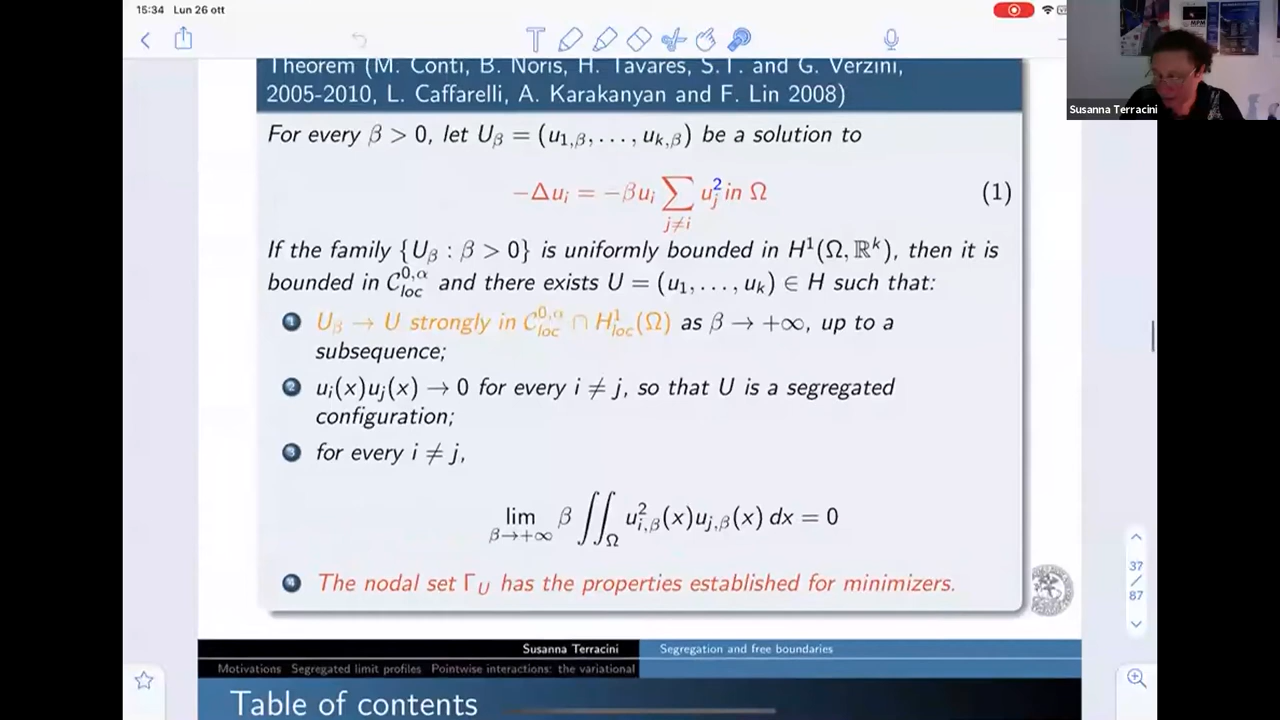 15:34 Lun 26 ott
Susanna Terracini
Theorem (M. Conti, B. Noris, H. Tavares, S.T. and G. Verzini,
2005-2010, L. Caffarelli, A. Karakanyan and F. Lin 2008)
For every β > 0, let U_β = (u_{1,β}, . . . , u_{k,β}) be a solution to
−Δu_i = −βu_i ∑_{j≠i} u_j^2 in Ω (1)
If the family {U_β : β > 0} is uniformly bounded in H^1(Ω, ℝ^k), then it is
bounded in C^{0,α}_{loc} and there exists U = (u_1, . . . , u_k) ∈ H such that:
1 U_β → U strongly in C^{0,α}_{loc} ∩ H^1_{loc}(Ω) as β → +∞, up to a
subsequence;
2 u_i(x)u_j(x) → 0 for every i ≠ j, so that U is a segregated
configuration;
3 for every i ≠ j,
lim_{β→+∞} β ∬_Ω u^2_{i,β}(x)u_{j,β}(x) dx = 0
4 The nodal set Γ_U has the properties established for minimizers.
37
/
87
Susanna Terracini Segregation and free boundaries
Motivations Segregated limit profiles Pointwise interactions: the variational
Table of contents